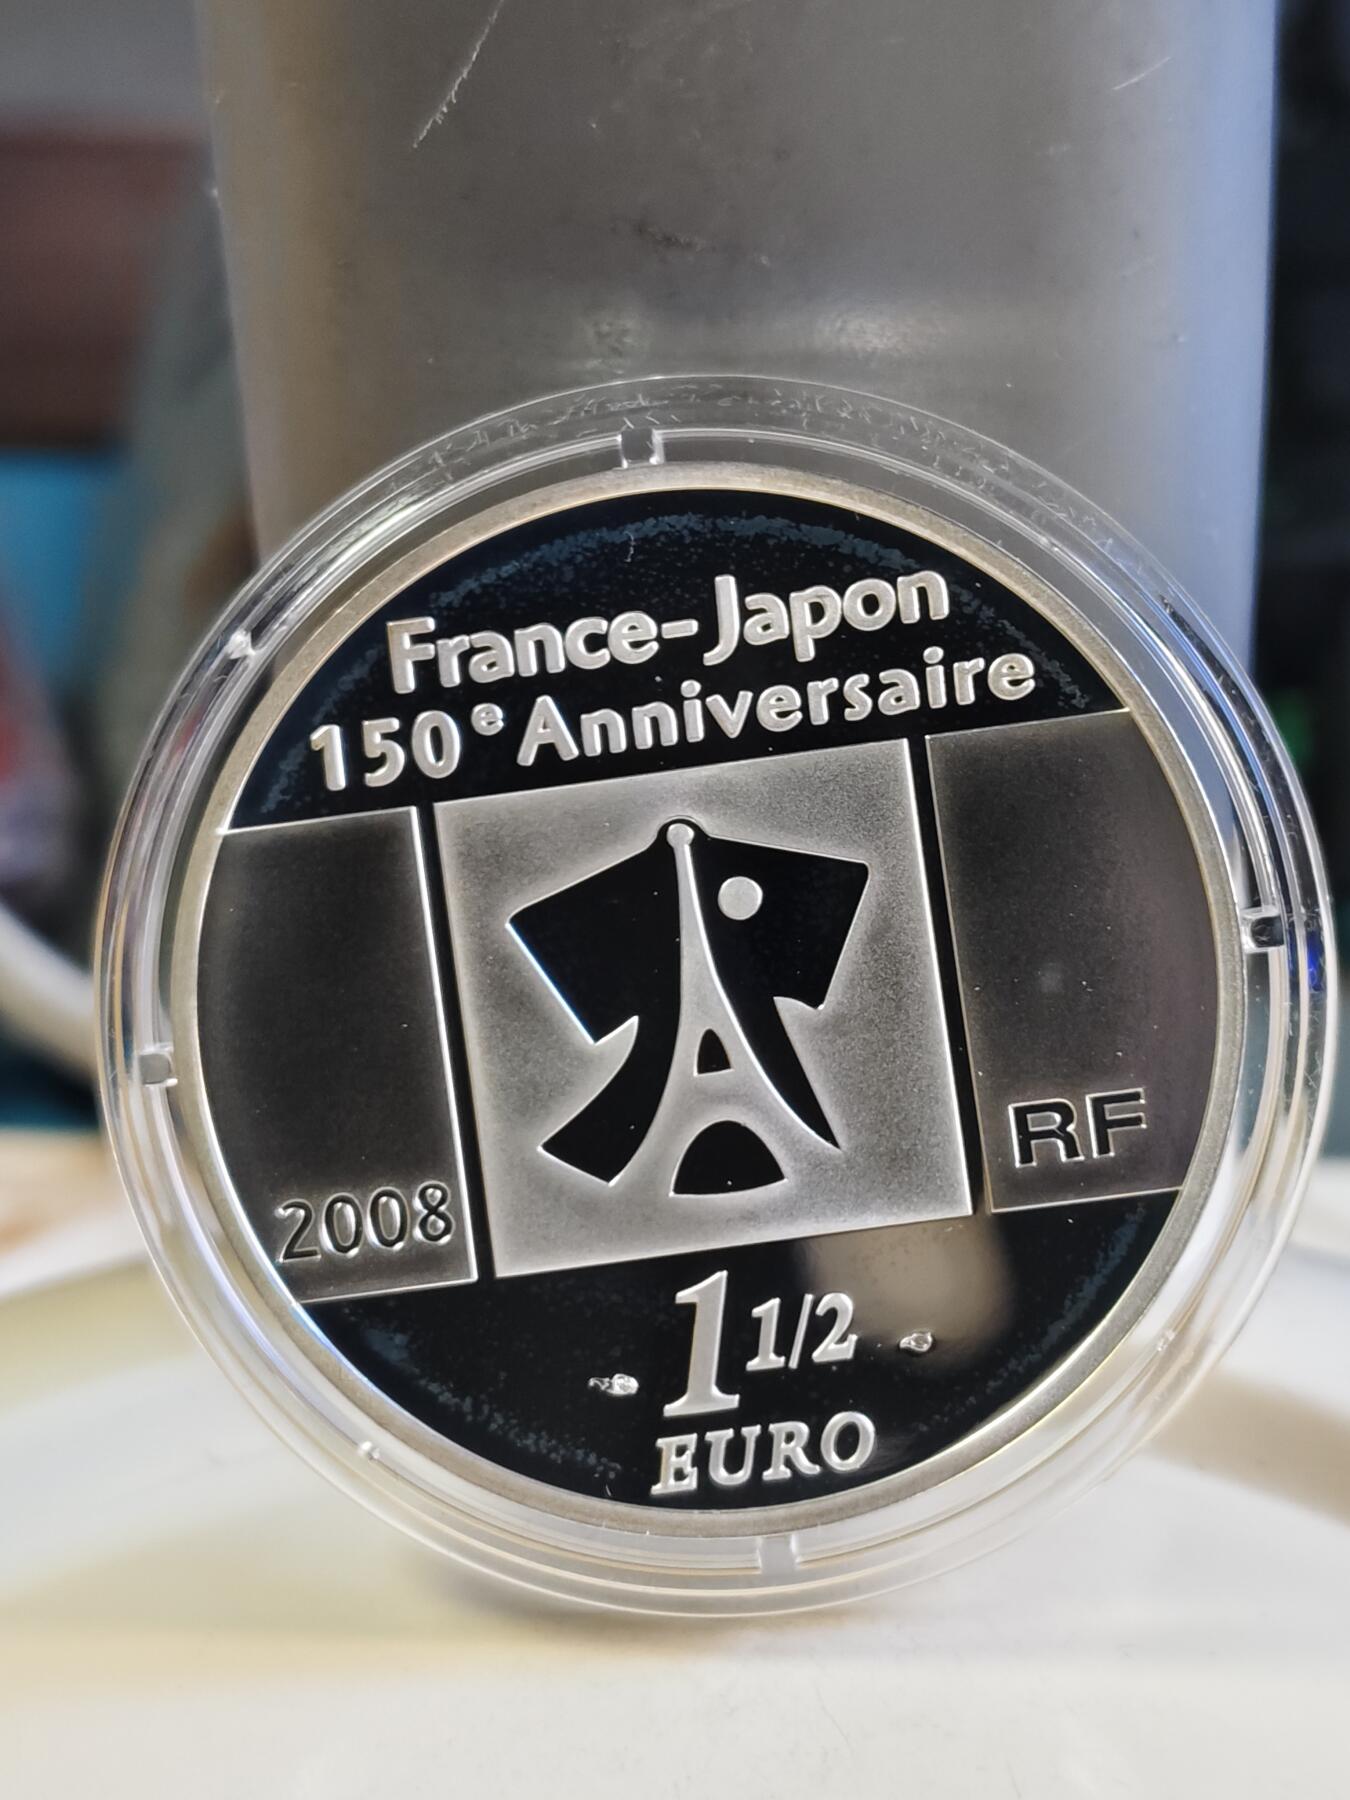 France-Japon
150e Anniversaire
2008
RF
1 1/2
EURO